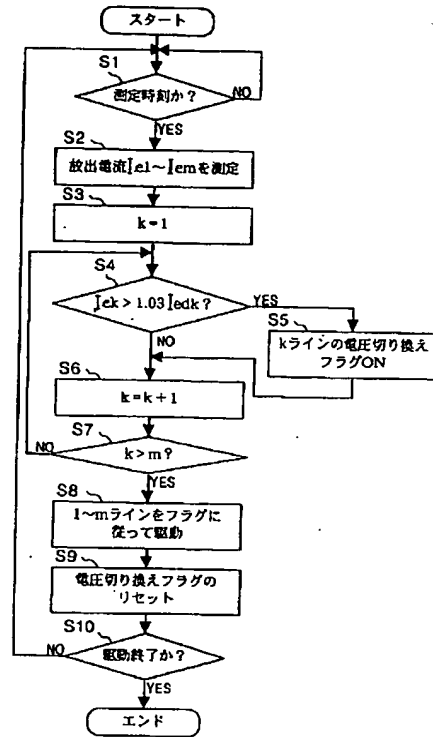 スタート
S1
測定時刻か?
NO
YES
S2
放出電流Ie1~Iemを測定
S3
k=1
S4
Iek>1.03Iedk?
YES
NO
S5
kラインの電圧切り換え
フラグON
S6
k=k+1
S7
k>m?
NO
YES
S8
1~mラインをフラグに
従って駆動
S9
電圧切り換えフラグの
リセット
S10
駆動終了か?
NO
YES
エンド